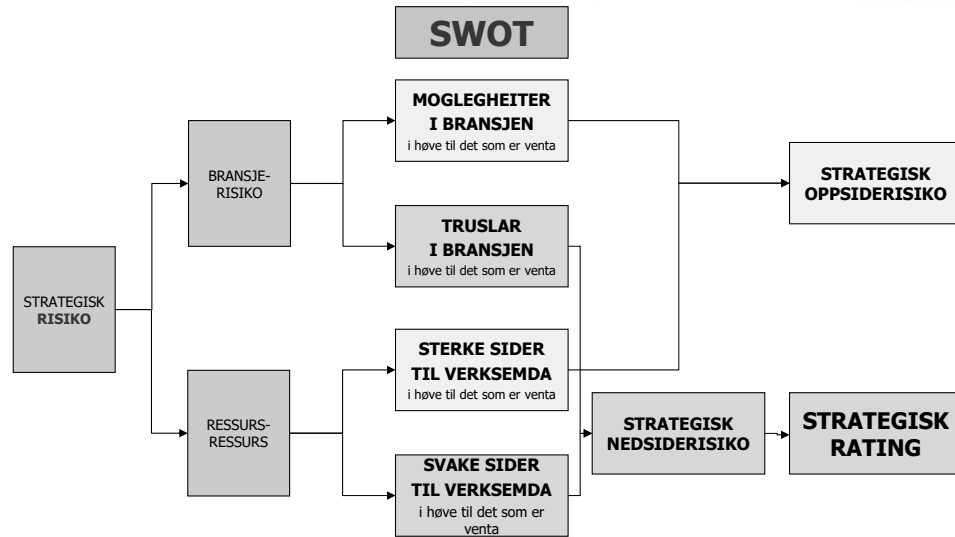 SWOT
MOGLEGHEITER
I BRANSJEN
i høve til det som er venta
BRANSJE-
RISIKO
STRATEGISK
OPPSIDERISIKO
TRUSLAR
I BRANSJEN
i høve til det som er venta
STRATEGISK
RISIKO
STERKE SIDER
TIL VERKSEMDA
i høve til det som er venta
RESSURS-
RESSURS
STRATEGISK
NEDSIDERISIKO
STRATEGISK
RATING
SVAKE SIDER
TIL VERKSEMDA
i høve til det som er
venta